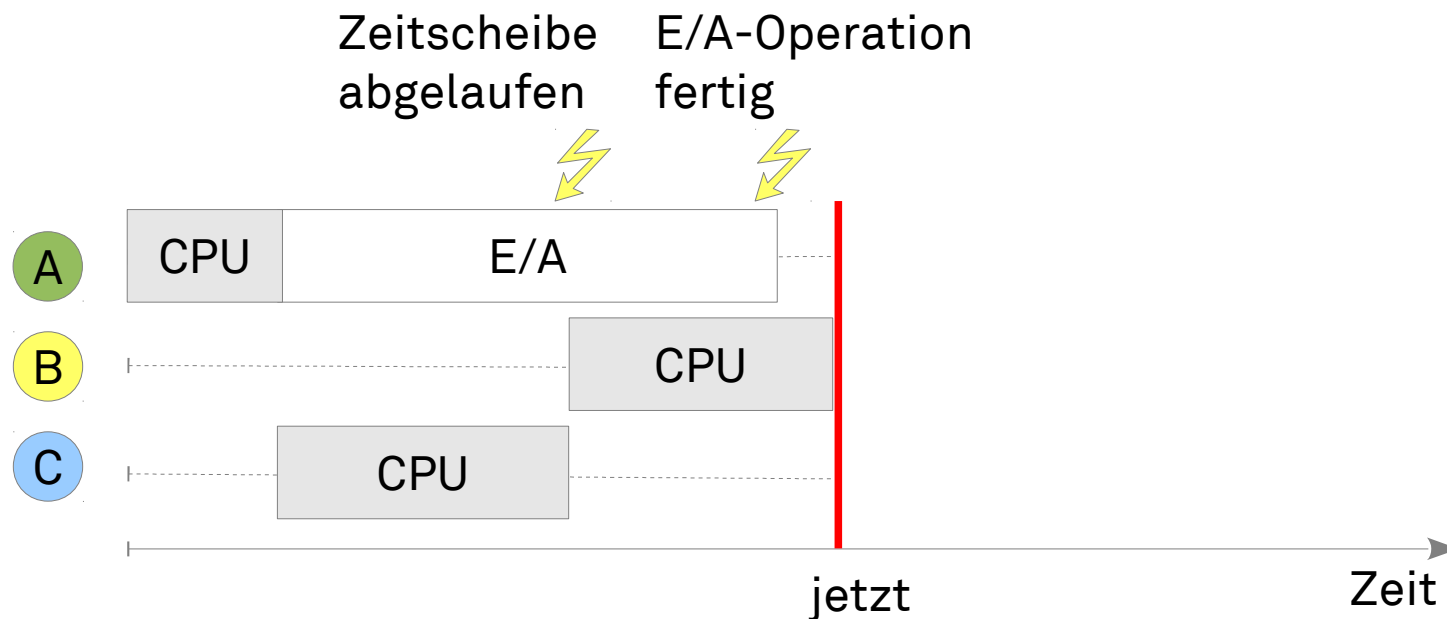 Zeitscheibe
abgelaufen
E/A-Operation
fertig
A
CPU
E/A
B
CPU
C
CPU
jetzt
Zeit